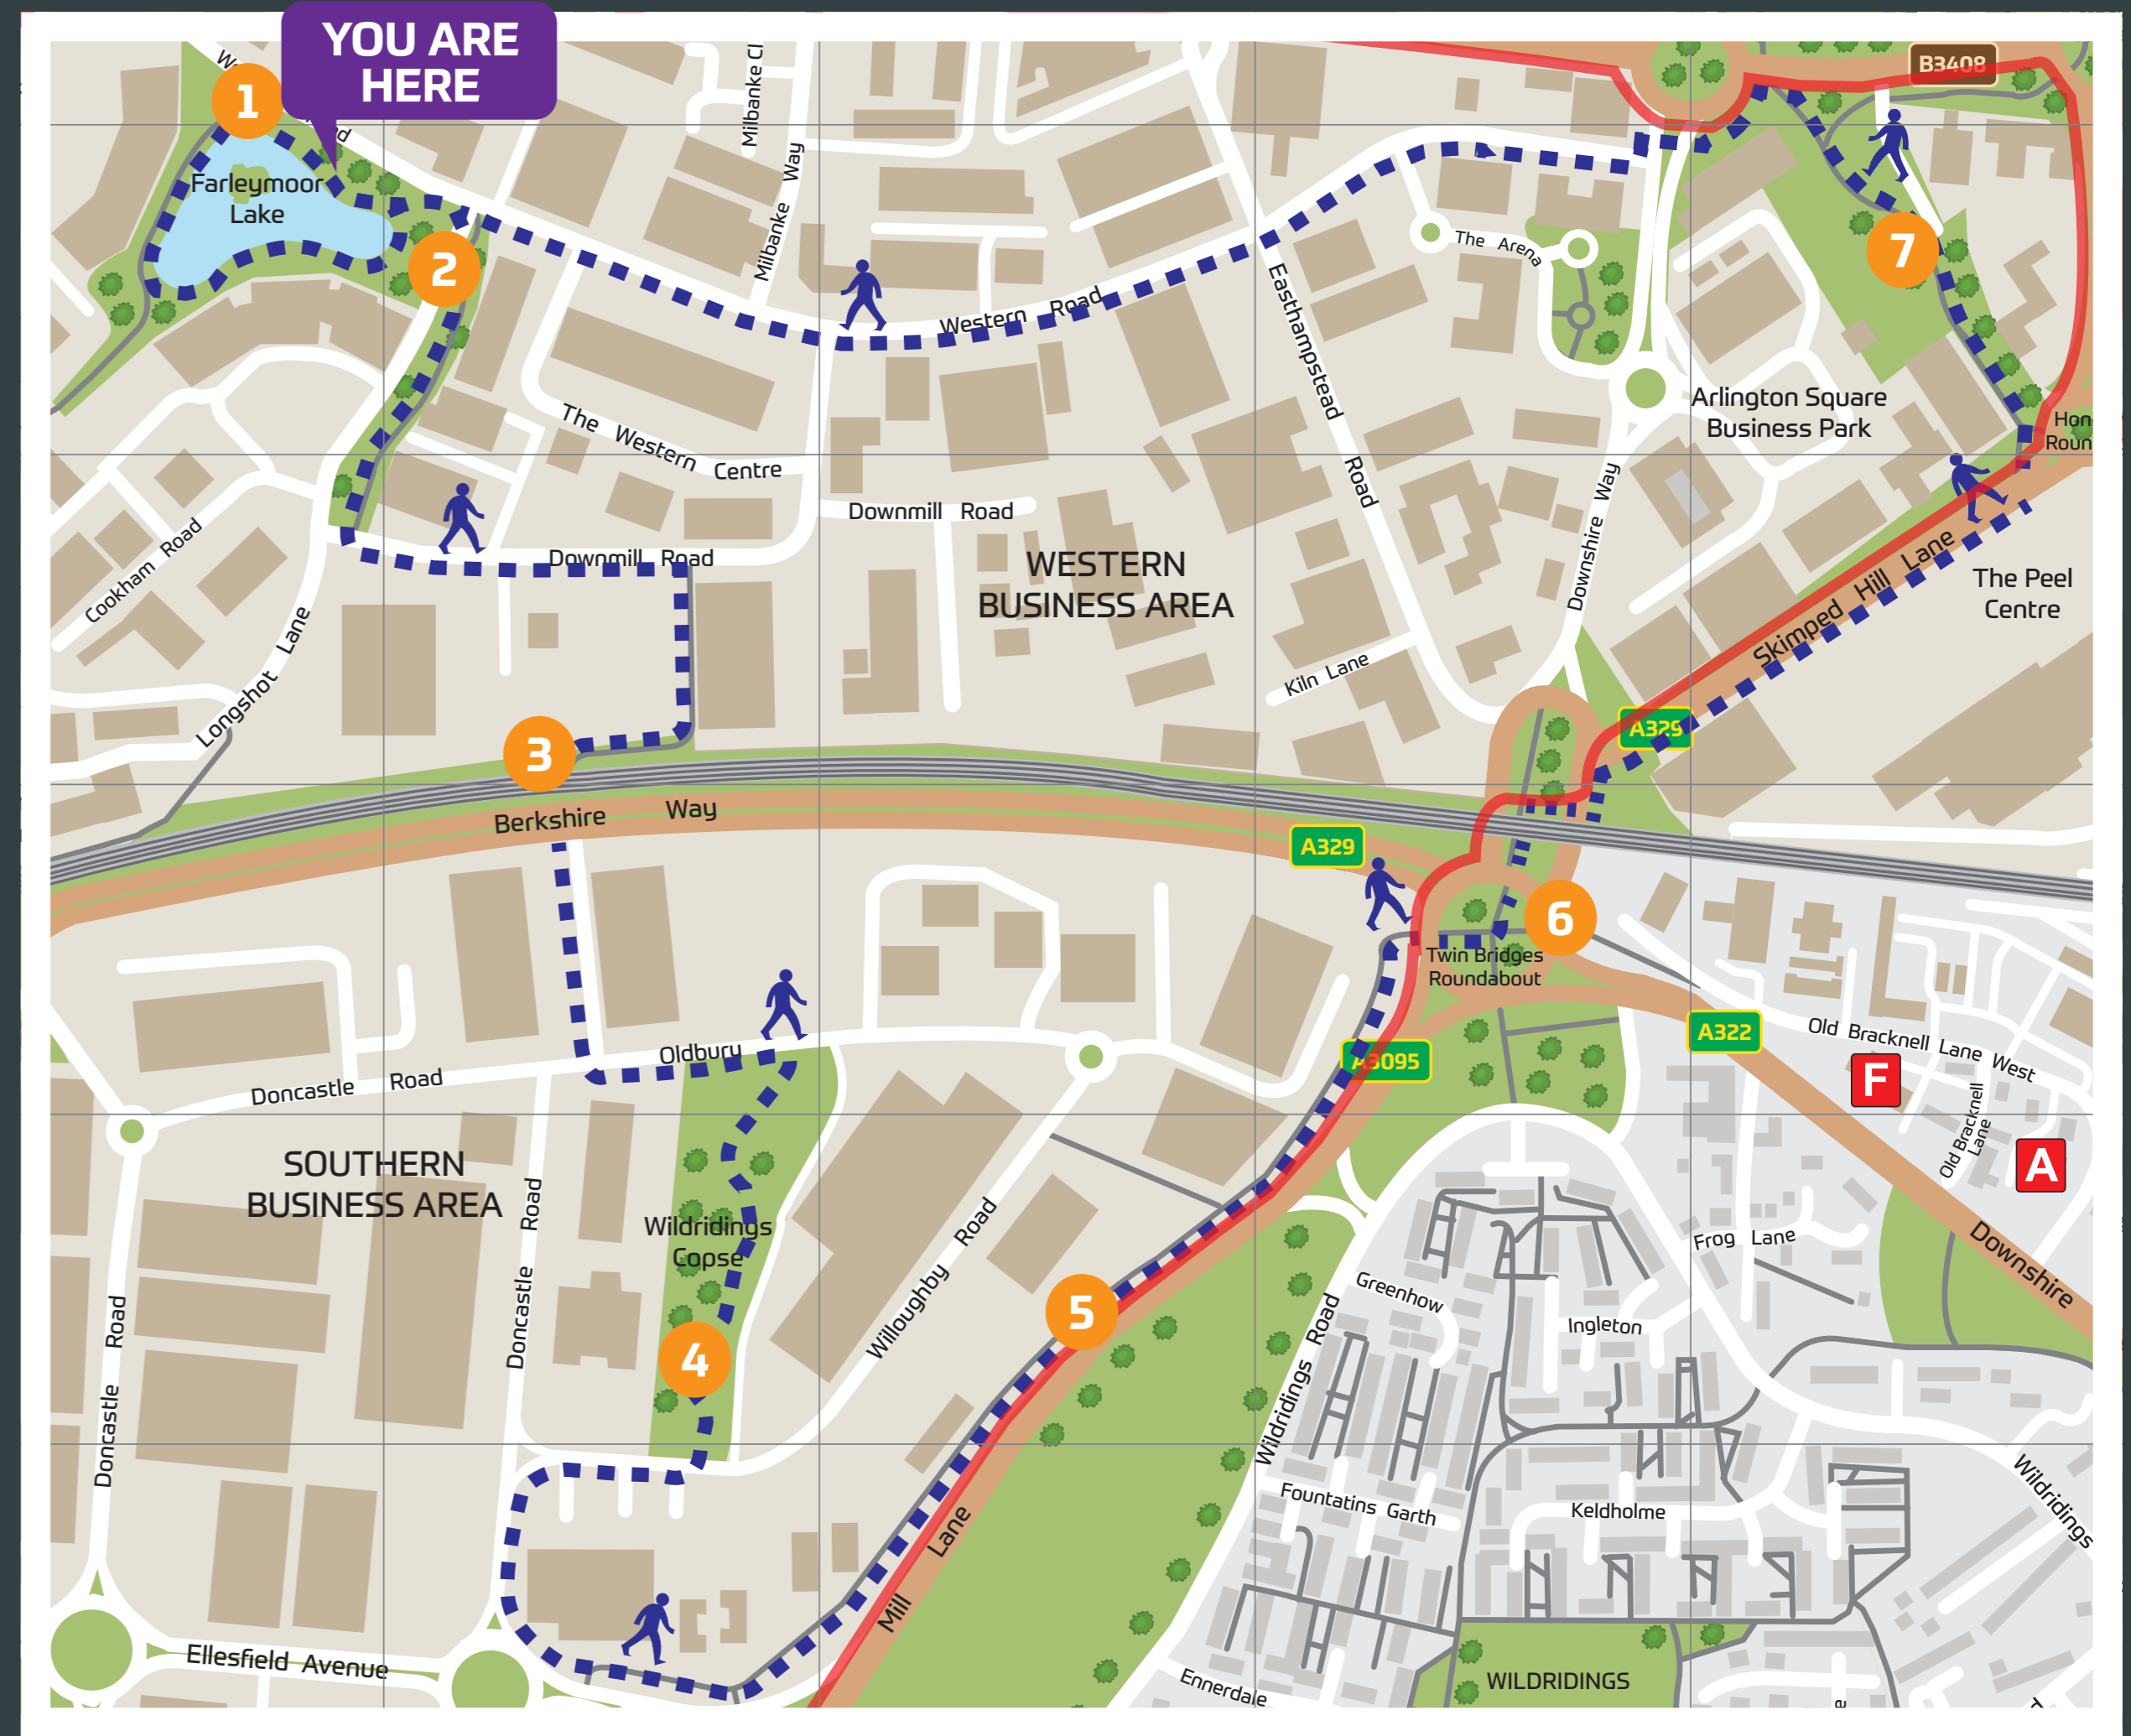 YOU ARE
HERE
B3408
1
Farleymoor
Lake
2
Milbanke Cl
Milbanke Way
Western Road
The Arena
Easthampstead Road
7
Arlington Square
Business Park
The Western Centre
Downmill Road
Downmill Road
Cookham Road
Longshot Lane
WESTERN
BUSINESS AREA
Downshire Way
Kiln Lane
Skimped Hill Lane
The Peel
Centre
A329
3
Berkshire Way
A329
6
Twin Bridges
Roundabout
A322
A3095
Old Bracknell Lane West
F
Old Bracknell
Lane
A
Oldbury
Doncastle Road
SOUTHERN
BUSINESS AREA
Doncastle Road
Doncastle Road
Wildridings
Copse
4
Willoughby Road
5
Mill Lane
Wildridings Road
Greenhow
Ingleton
Frog Lane
Downshire
Fountatins Garth
Keldholme
Wildridings
Ellesfield Avenue
Ennerdale
WILDRIDINGS